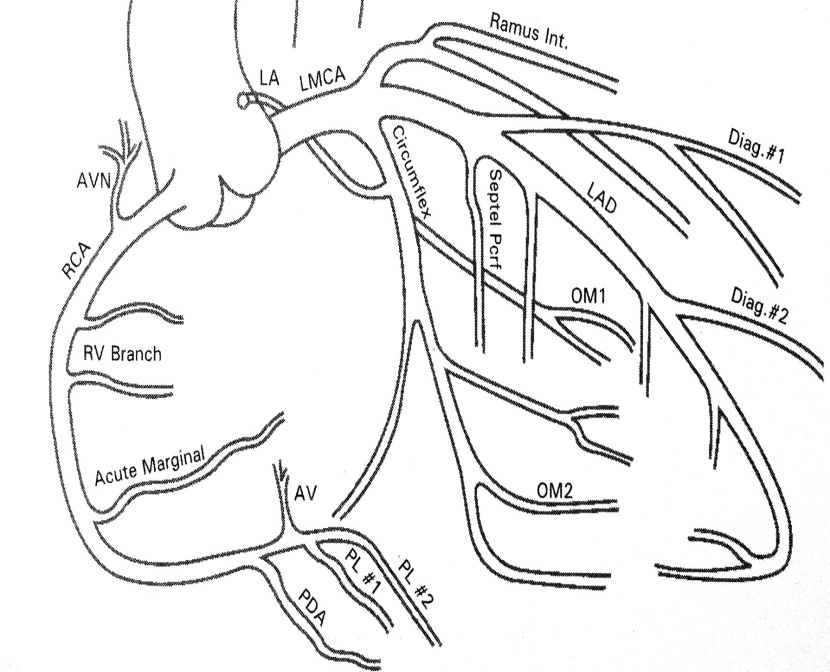 Ramus Int.
LA
LMCA
Diag.#1
AVN
Circumflex
Septel Pcrf
LAD
RCA
OM1
Diag.#2
RV Branch
Acute Marginal
AV
OM2
PL #1
PL #2
PDA